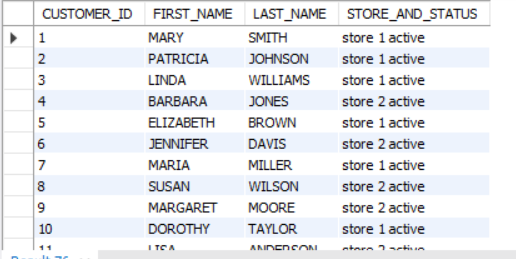 CUSTOMER_ID FIRST_NAME LAST_NAME STORE_AND_STATUS
1 MARY SMITH store 1 active
2 PATRICIA JOHNSON store 1 active
3 LINDA WILLIAMS store 1 active
4 BARBARA JONES store 2 active
5 ELIZABETH BROWN store 1 active
6 JENNIFER DAVIS store 2 active
7 MARIA MILLER store 1 active
8 SUSAN WILSON store 2 active
9 MARGARET MOORE store 2 active
10 DOROTHY TAYLOR store 1 active
11 LISA ANDERSON store 2 active
Result 76